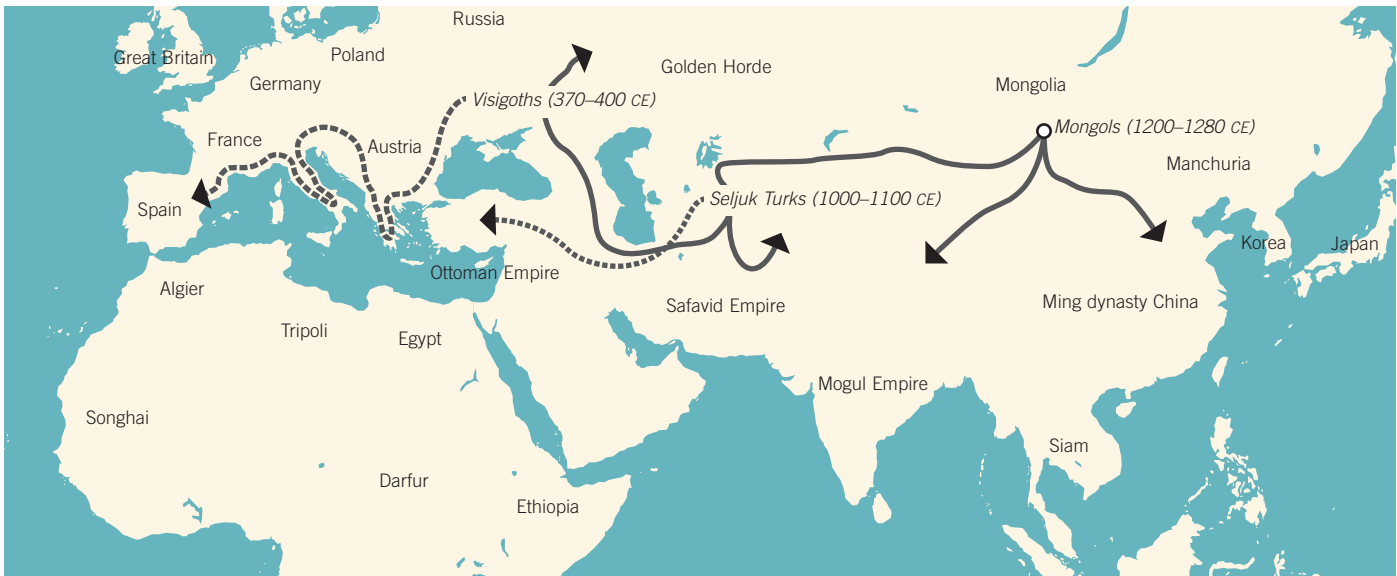 Russia
Great Britain
Poland
Golden Horde
Germany
Mongolia
Visigoths (370–400 CE)
Mongols (1200–1280 CE)
France
Austria
Manchuria
Seljuk Turks (1000–1100 CE)
Spain
Korea
Japan
Ottoman Empire
Algier
Safavid Empire
Ming dynasty China
Tripoli
Egypt
Mogul Empire
Songhai
Siam
Darfur
Ethiopia